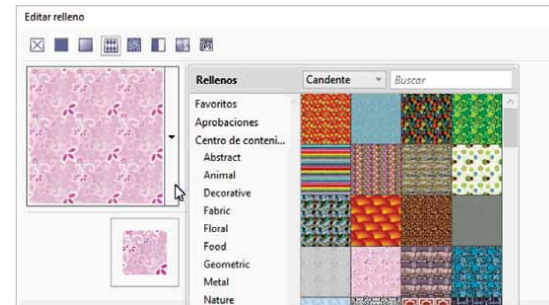 Editar relleno
Rellenos
Candente
Buscar
Favoritos
Aprobaciones
Centro de conteni...
Abstract
Animal
Decorative
Fabric
Floral
Food
Geometric
Metal
Nature